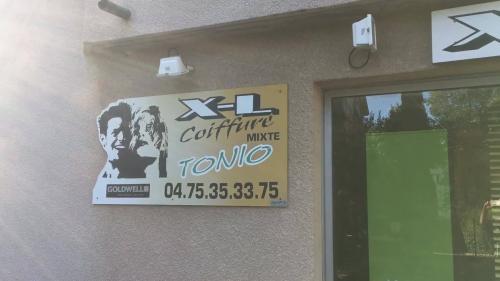 X-L
Coiffure
MIXTE
TONIO
GOLDWELL
04.75.35.33.75
X